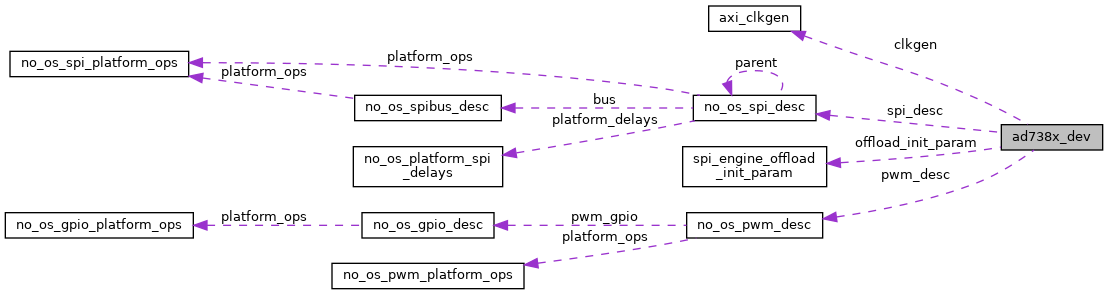 axi_clkgen
clkgen
no_os_spi_platform_ops
platform_ops
platform_ops
parent
no_os_spibus_desc
bus
no_os_spi_desc
spi_desc
platform_delays
ad738x_dev
no_os_platform_spi
_delays
spi_engine_offload
_init_param
offload_init_param
pwm_desc
no_os_gpio_platform_ops
platform_ops
no_os_gpio_desc
pwm_gpio
no_os_pwm_desc
platform_ops
no_os_pwm_platform_ops